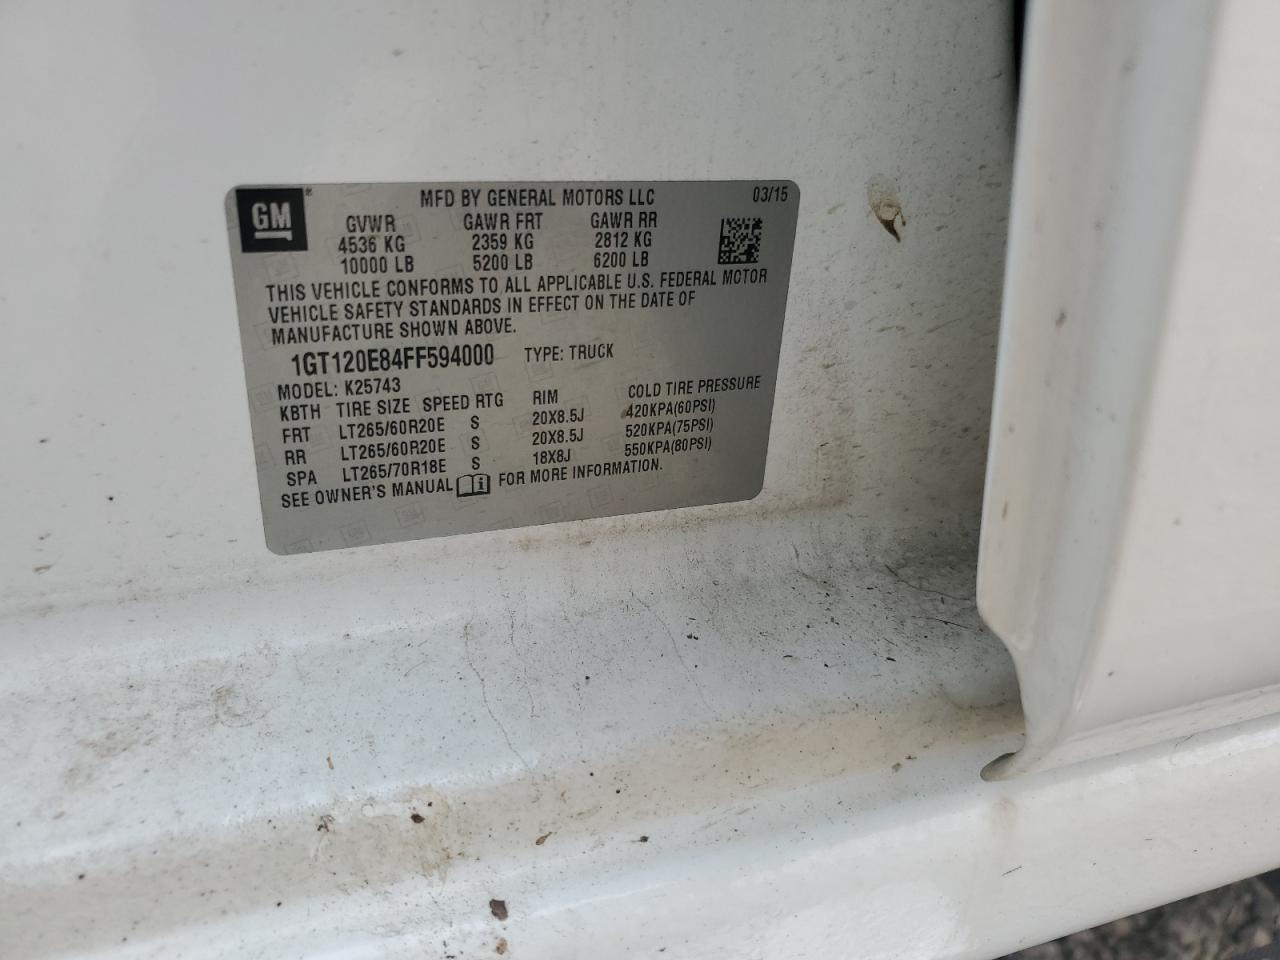 GM ® MFD BY GENERAL MOTORS LLC 03/15
GVWR GAWR FRT GAWR RR
4536 KG 2359 KG 2812 KG
10000 LB 5200 LB 6200 LB
THIS VEHICLE CONFORMS TO ALL APPLICABLE U.S. FEDERAL MOTOR
VEHICLE SAFETY STANDARDS IN EFFECT ON THE DATE OF
MANUFACTURE SHOWN ABOVE.
1GT120E84FF594000 TYPE: TRUCK
MODEL: K25743
KBTH TIRE SIZE SPEED RTG RIM COLD TIRE PRESSURE
FRT LT265/60R20E S 20X8.5J 420KPA(60PSI)
RR LT265/60R20E S 20X8.5J 520KPA(75PSI)
SPA LT265/70R18E S 18X8J 550KPA(80PSI)
SEE OWNER'S MANUAL i FOR MORE INFORMATION.